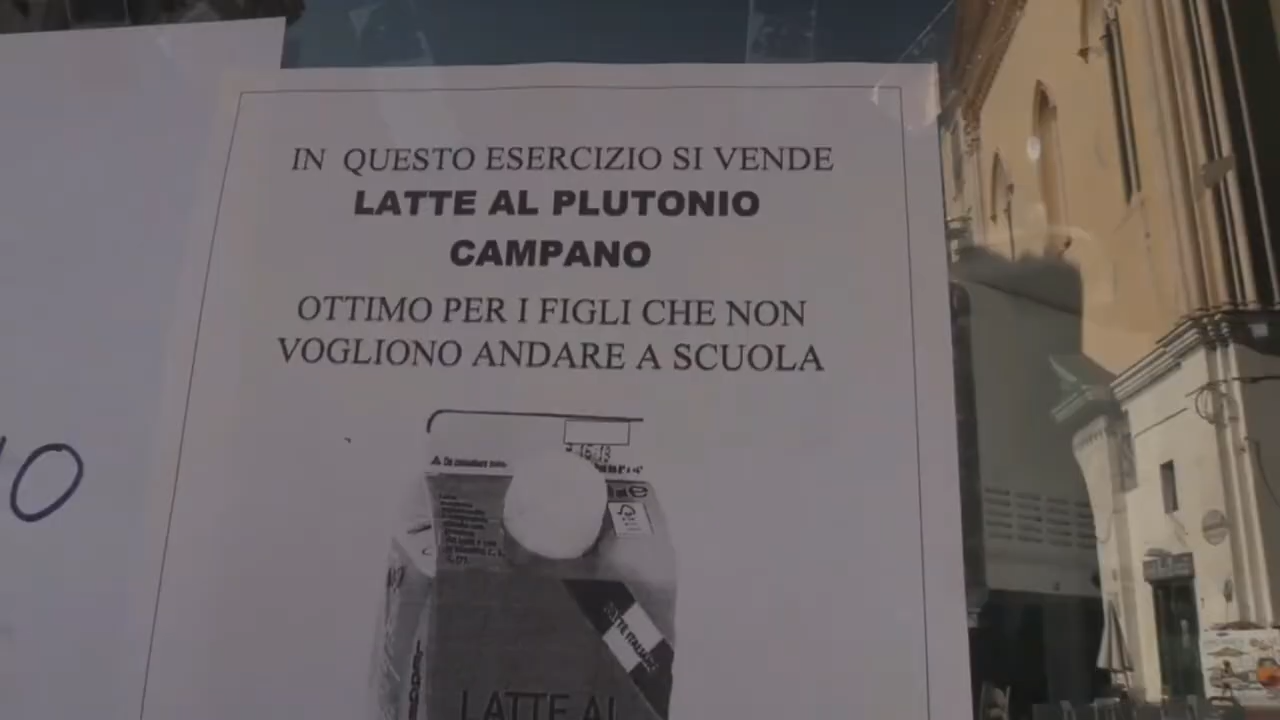 IN QUESTO ESERCIZIO SI VENDE
LATTE AL PLUTONIO
CAMPANO
OTTIMO PER I FIGLI CHE NON
VOGLIONO ANDARE A SCUOLA
LATTE AL